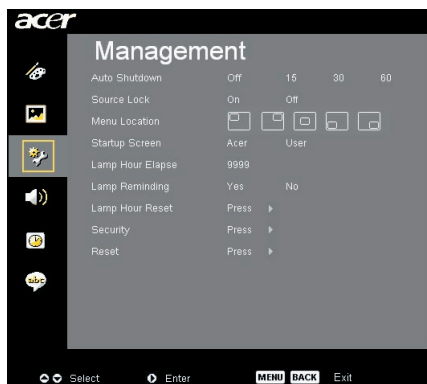 acer
Management
Auto Shutdown Off 15 30 60
Source Lock On Off
Menu Location
Startup Screen Acer User
Lamp Hour Elapse 9999
Lamp Reminding Yes No
Lamp Hour Reset Press
Security Press
Reset Press
abc
Select Enter MENU BACK Exit